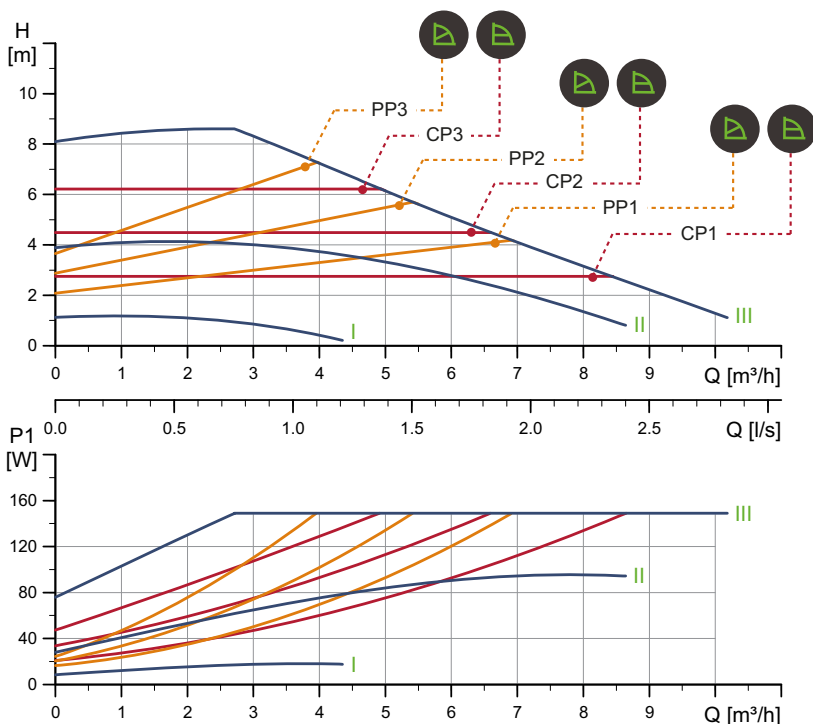 H
[m]
10
8
6
4
2
0
PP3
CP3
PP2
CP2
PP1
CP1
I
II
III
0 1 2 3 4 5 6 7 8 9 Q [m³/h]
0.0 0.5 1.0 1.5 2.0 2.5 Q [l/s]
P1
[W]
160
120
80
40
0
III
II
I
0 1 2 3 4 5 6 7 8 9 Q [m³/h]